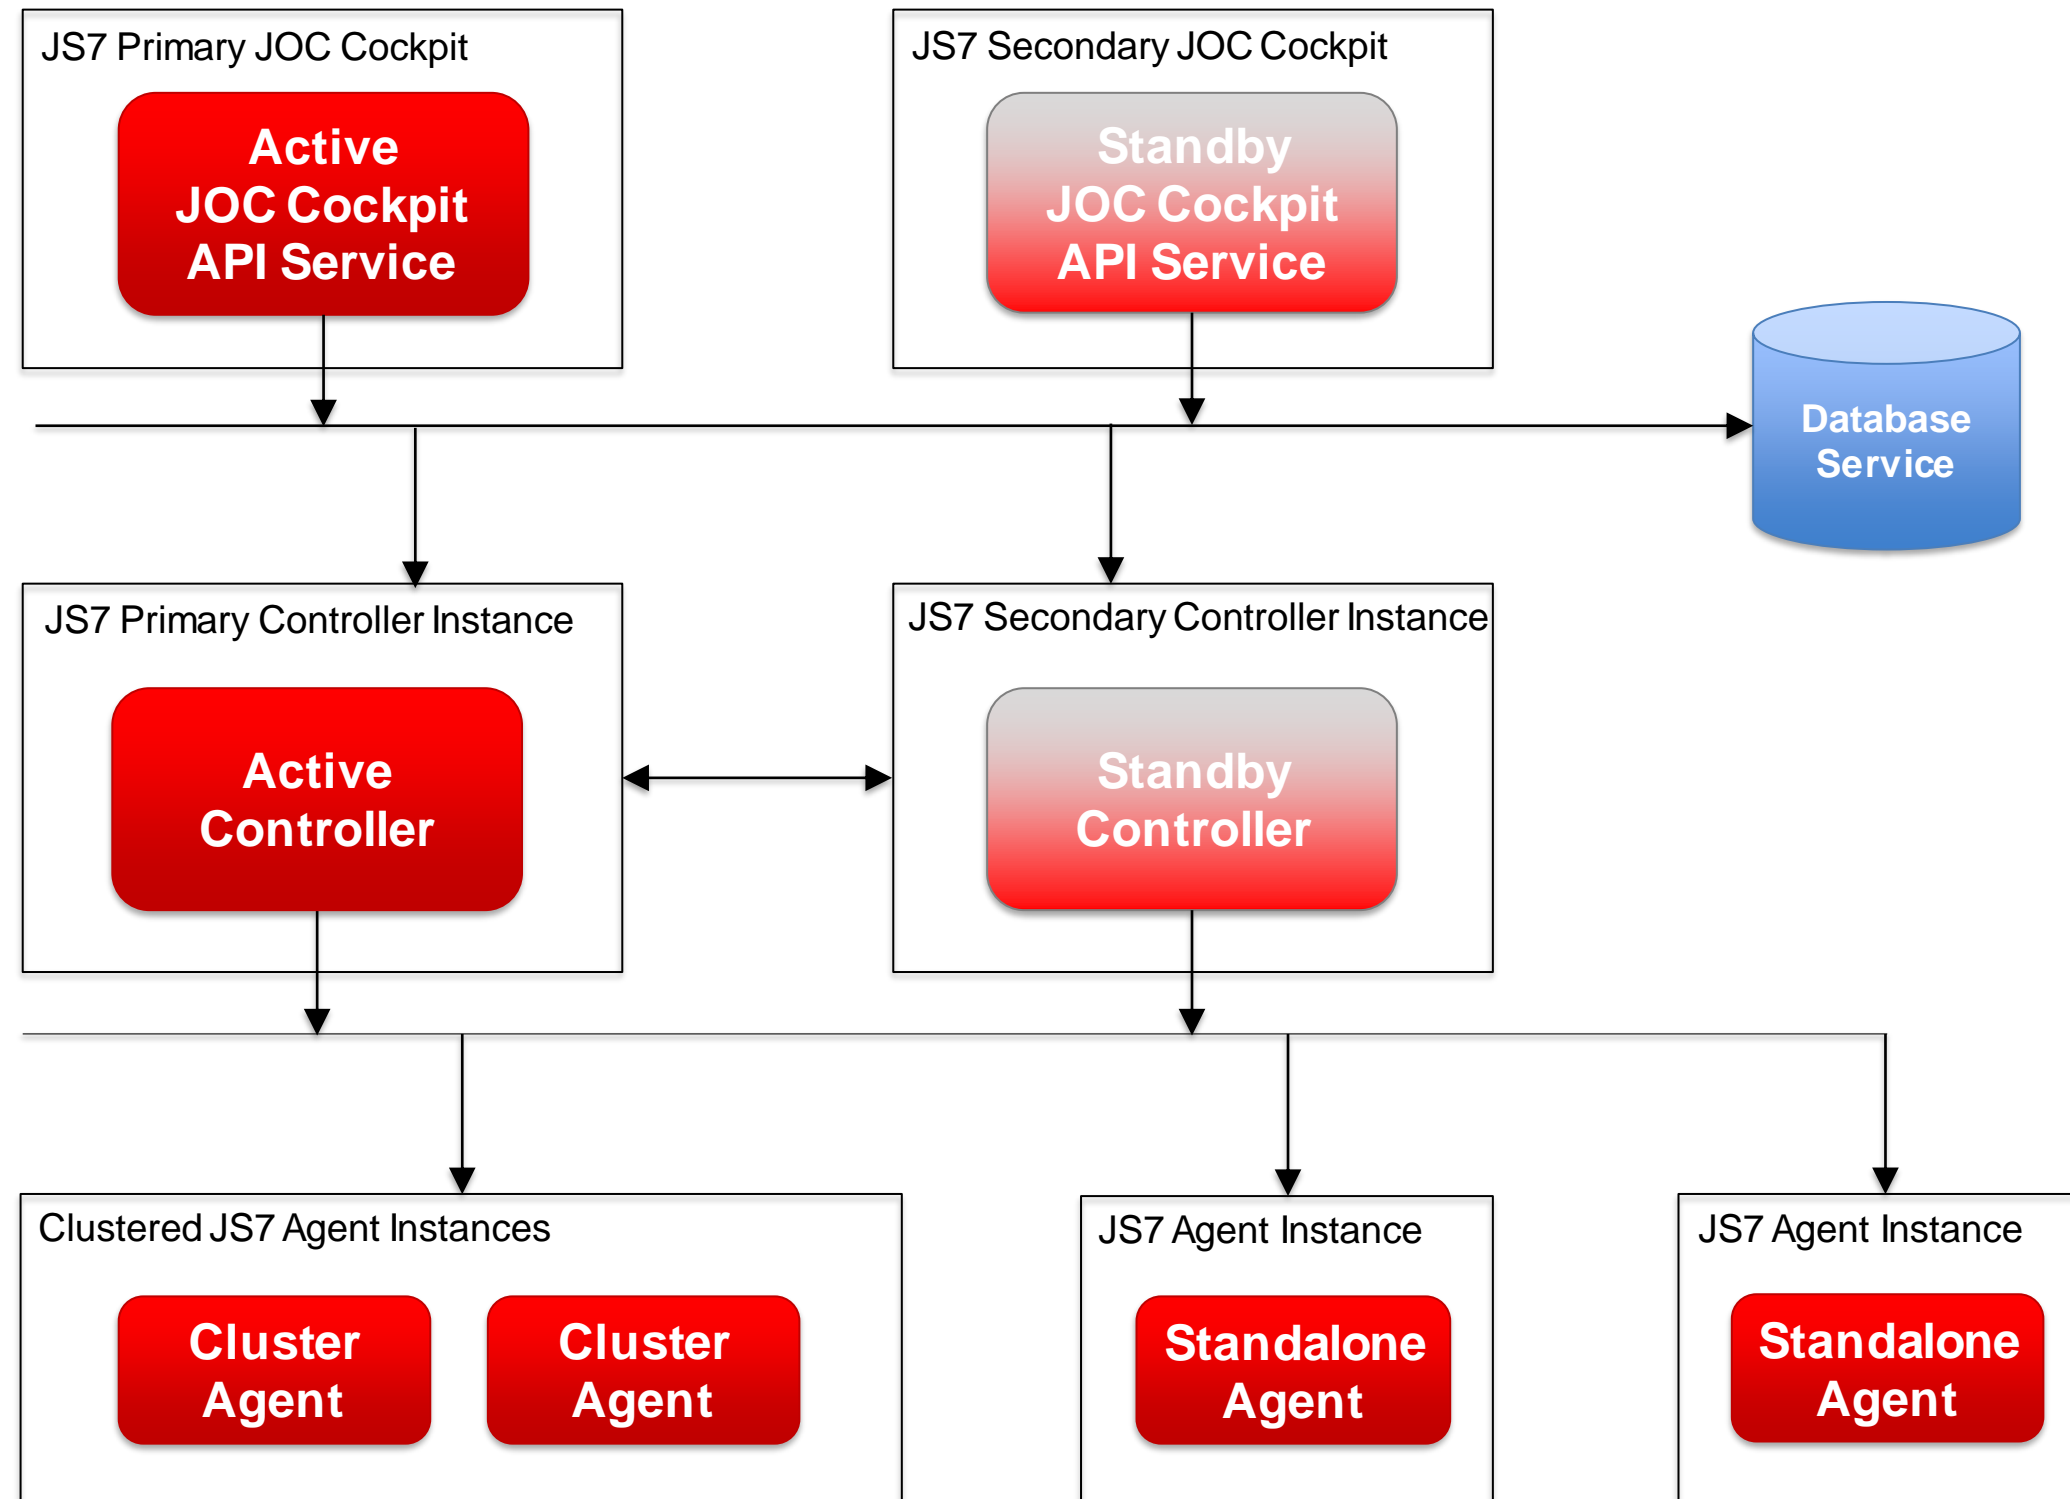 JS7 Primary JOC Cockpit
Active
JOC Cockpit
API Service
JS7 Secondary JOC Cockpit
Standby
JOC Cockpit
API Service
Database
Service
JS7 Primary Controller Instance
Active
Controller
JS7 Secondary Controller Instance
Standby
Controller
Clustered JS7 Agent Instances
Cluster
Agent
Cluster
Agent
JS7 Agent Instance
Standalone
Agent
JS7 Agent Instance
Standalone
Agent